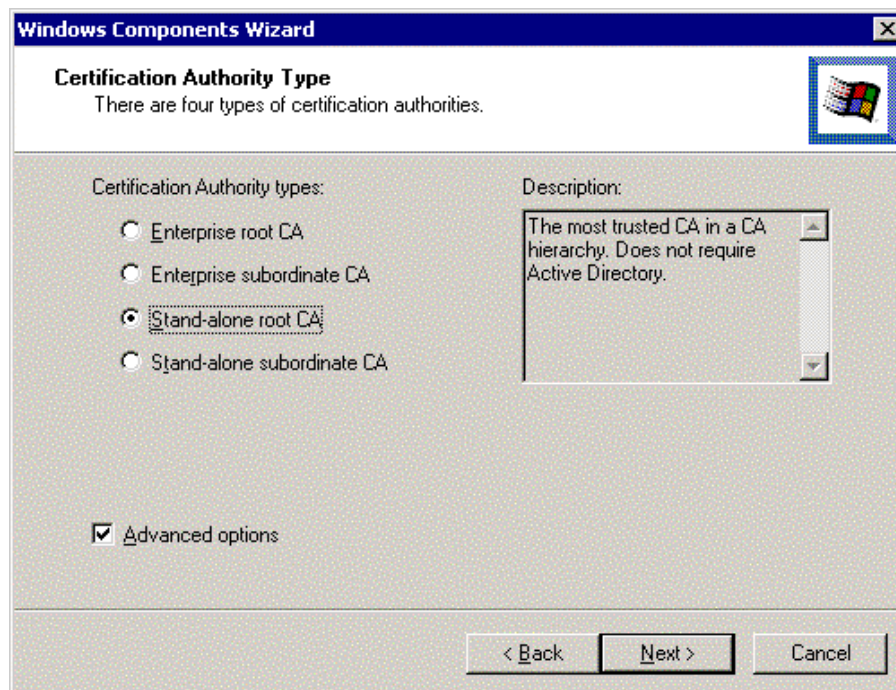 Windows Components Wizard
Certification Authority Type
There are four types of certification authorities.
Certification Authority types:
Enterprise root CA
Enterprise subordinate CA
Stand-alone root CA
Stand-alone subordinate CA
Description:
The most trusted CA in a CA
hierarchy. Does not require
Active Directory.
Advanced options
< Back
Next >
Cancel